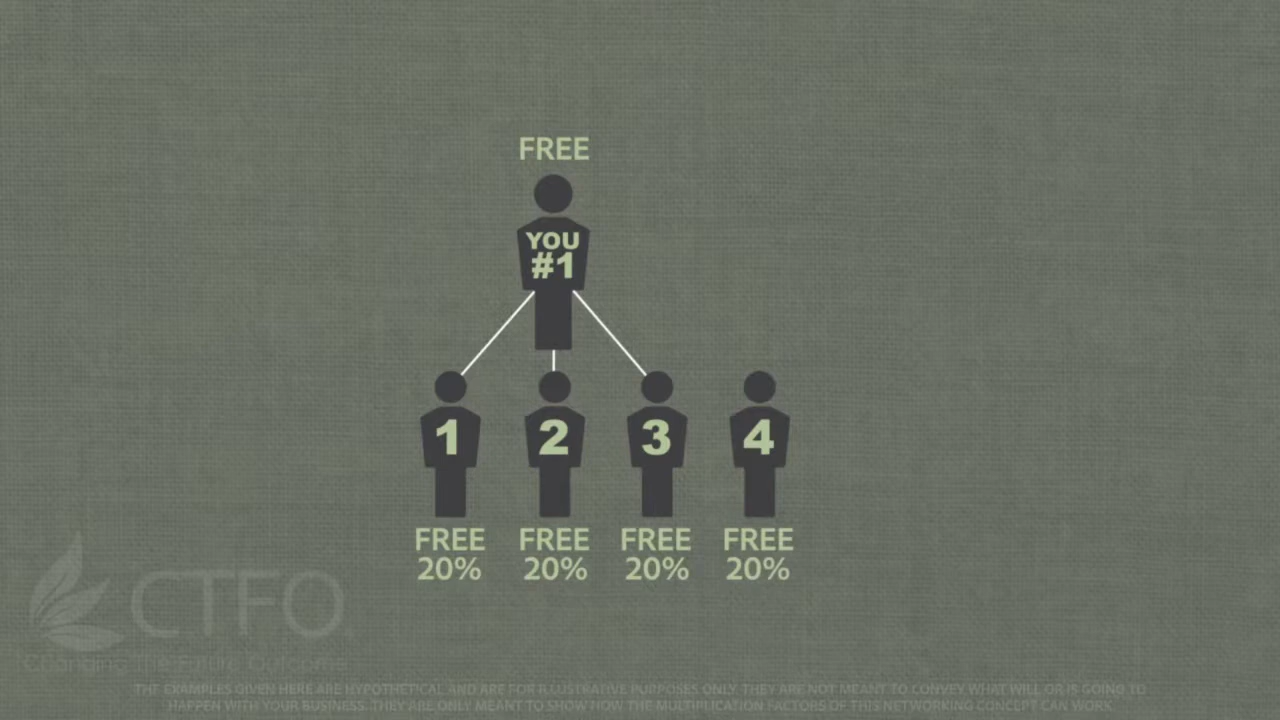 FREE
YOU
#1
1 2 3 4
FREE FREE FREE FREE
20% 20% 20% 20%
CTFO
Changing The Future Outcome
THE EXAMPLES GIVEN HERE ARE HYPOTHETICAL AND ARE FOR ILLUSTRATIVE PURPOSES ONLY. THEY ARE NOT MEANT TO CONVEY WHAT WILL OR IS GOING TO
HAPPEN WITH YOUR BUSINESS. THEY ARE ONLY MEANT TO SHOW HOW THE MULTIPLICATION FACTORS OF THIS NETWORKING CONCEPT CAN WORK.